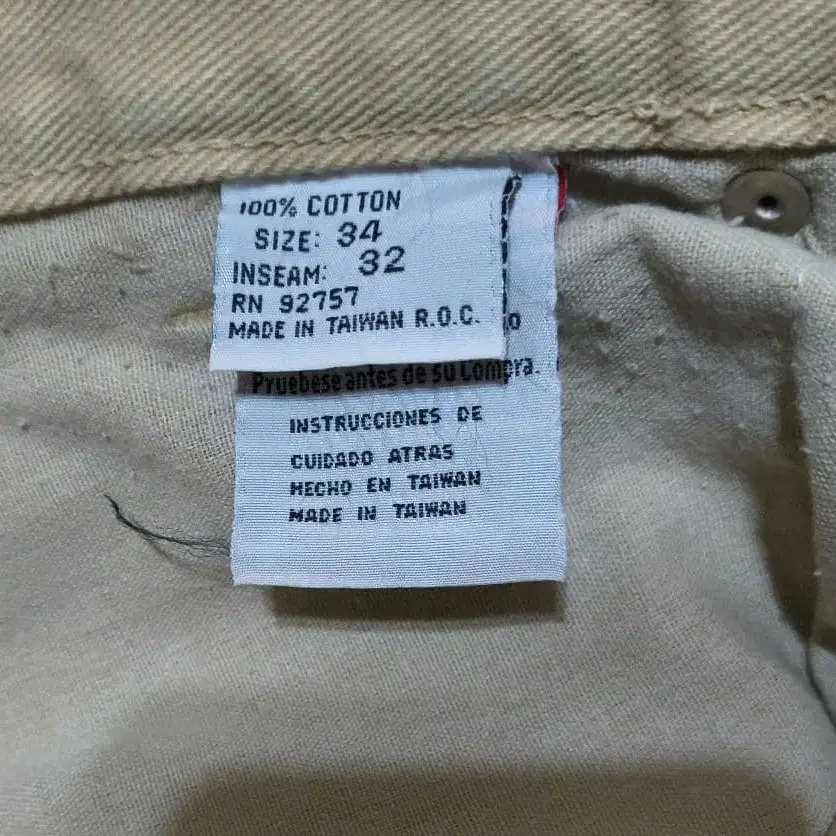 100% COTTON
SIZE: 34
INSEAM: 32
RN 92757
MADE IN TAIWAN R.O.C.
Pruebese antes de su Compra.
INSTRUCCIONES DE
CUIDADO ATRAS
HECHO EN TAIWAN
MADE IN TAIWAN